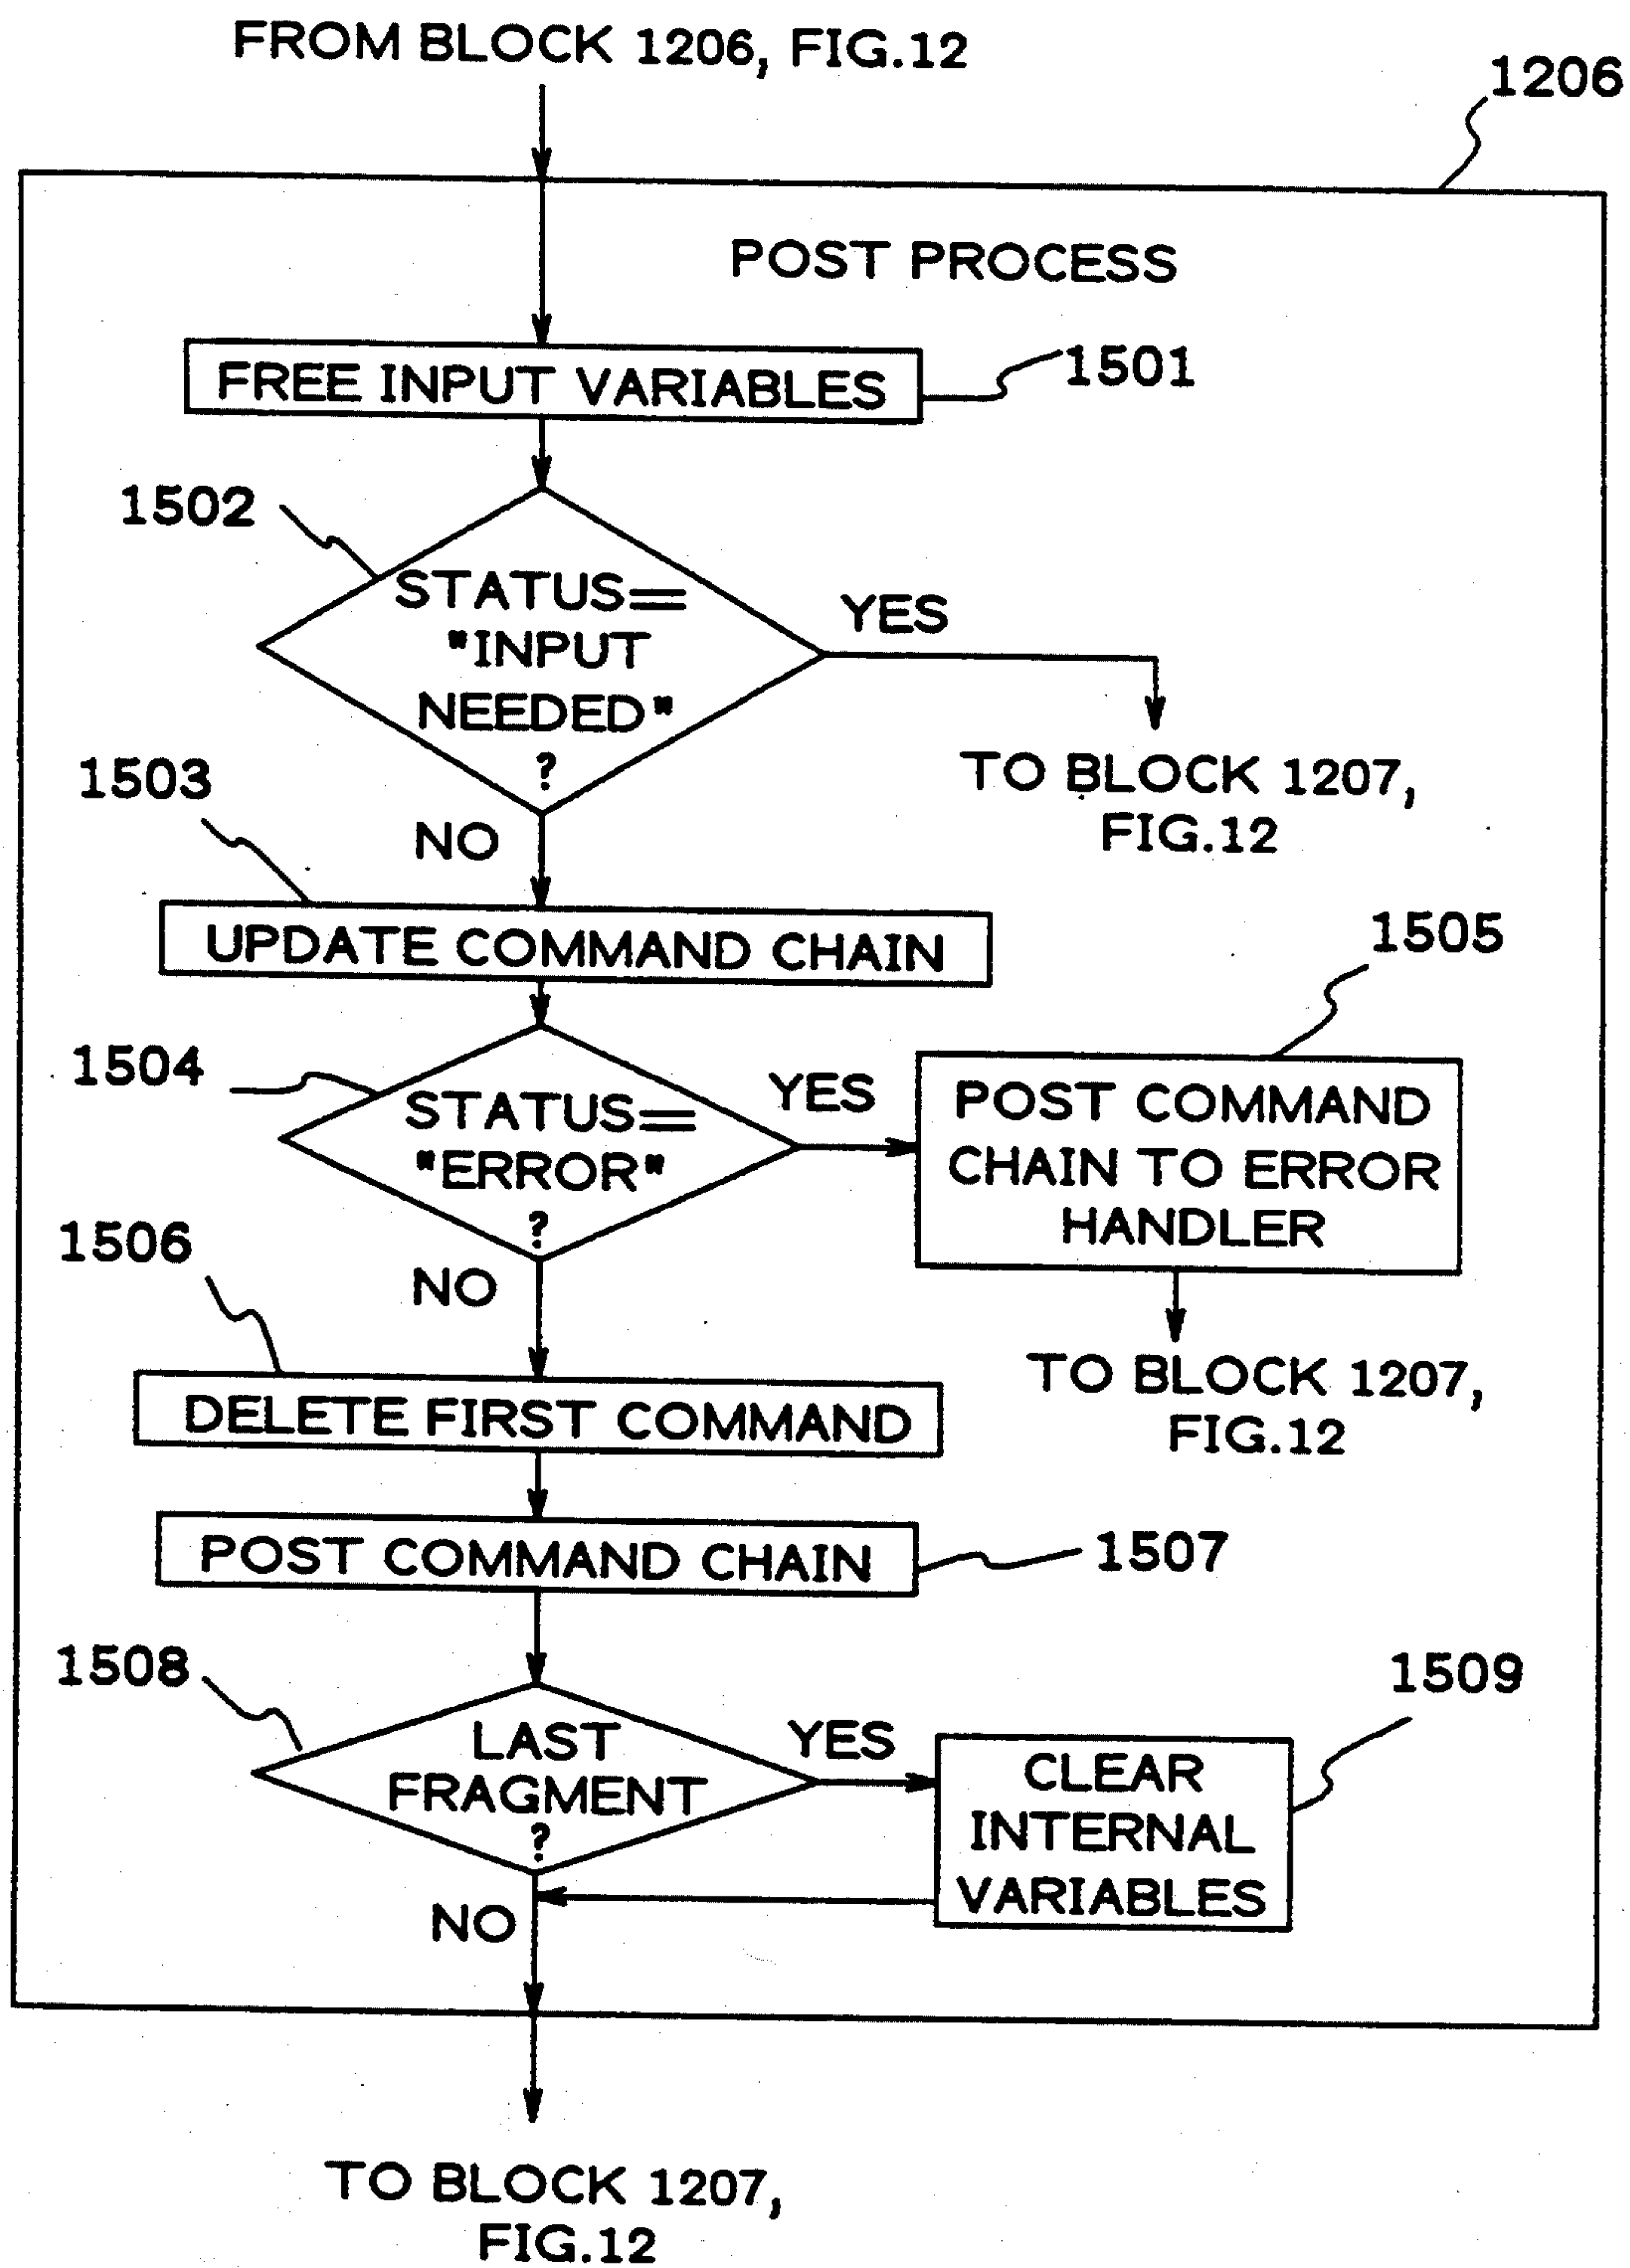 FROM BLOCK 1206, FIG.12
1206
POST PROCESS
FREE INPUT VARIABLES
1501
1502
STATUS=
"INPUT
NEEDED"
?
YES
TO BLOCK 1207,
FIG.12
NO
1503
UPDATE COMMAND CHAIN
1504
STATUS=
"ERROR"
?
YES
1505
POST COMMAND
CHAIN TO ERROR
HANDLER
TO BLOCK 1207,
FIG.12
NO
1506
DELETE FIRST COMMAND
POST COMMAND CHAIN
1507
1508
LAST
FRAGMENT
?
YES
1509
CLEAR
INTERNAL
VARIABLES
NO
TO BLOCK 1207,
FIG.12